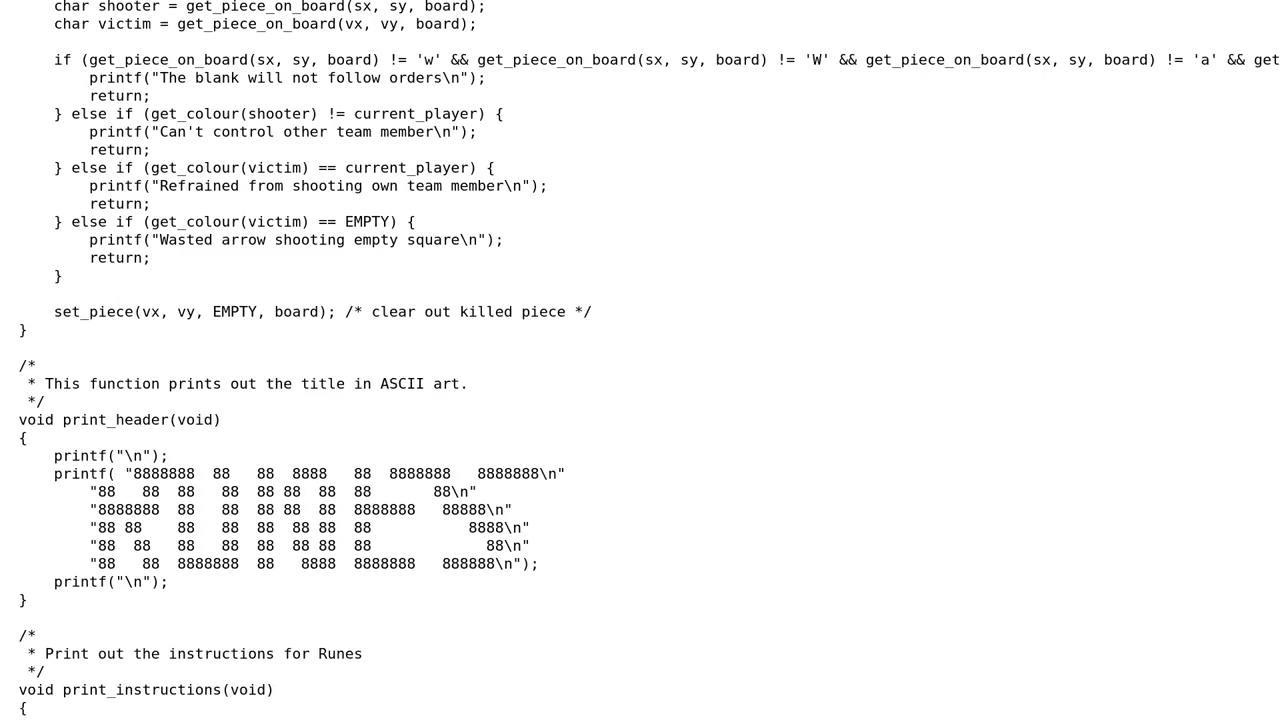 char shooter = get_piece_on_board(sx, sy, board);
    char victim = get_piece_on_board(vx, vy, board);

    if (get_piece_on_board(sx, sy, board) != 'w' && get_piece_on_board(sx, sy, board) != 'W' && get_piece_on_board(sx, sy, board) != 'a' && get
        printf("The blank will not follow orders\n");
        return;
    } else if (get_colour(shooter) != current_player) {
        printf("Can't control other team member\n");
        return;
    } else if (get_colour(victim) == current_player) {
        printf("Refrained from shooting own team member\n");
        return;
    } else if (get_colour(victim) == EMPTY) {
        printf("Wasted arrow shooting empty square\n");
        return;
    }

    set_piece(vx, vy, EMPTY, board); /* clear out killed piece */
}

/*
 * This function prints out the title in ASCII art.
 */
void print_header(void)
{
    printf("\n");
    printf( "8888888  88   88  8888   88  8888888   8888888\n"
        "88   88  88   88  88 88  88  88       88\n"
        "8888888  88   88  88 88  88  8888888   88888\n"
        "88 88    88   88  88  88 88  88           8888\n"
        "88  88   88   88  88  88 88  88             88\n"
        "88   88  8888888  88   8888  8888888   888888\n");
    printf("\n");
}

/*
 * Print out the instructions for Runes
 */
void print_instructions(void)
{